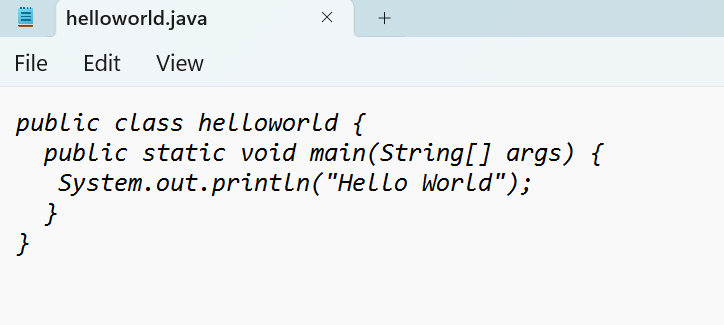 helloworld.java
File Edit View
public class helloworld {
  public static void main(String[] args) {
   System.out.println("Hello World");
  }
}